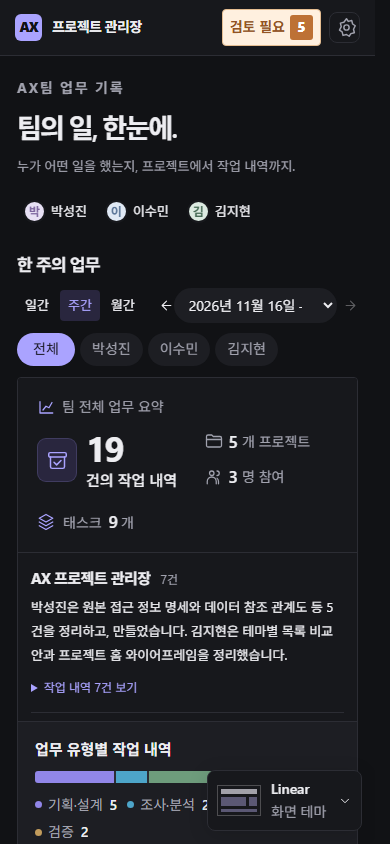 AX 프로젝트 관리장 검토 필요 5
AX팀 업무 기록
팀의 일, 한눈에.
누가 어떤 일을 했는지, 프로젝트에서 작업 내역까지.
박 박성진 이 이수민 김 김지현
한 주의 업무
일간 주간 월간 ← 2026년 11월 16일 - →
전체 박성진 이수민 김지현
팀 전체 업무 요약
19
건의 작업 내역
5 개 프로젝트
3 명 참여
태스크 9 개
AX 프로젝트 관리장 7건
박성진은 원본 접근 정보 명세와 데이터 참조 관계도 등 5
건을 정리하고, 만들었습니다. 김지현은 테마별 목록 비교
안과 프로젝트 홈 와이어프레임을 정리했습니다.
▶ 작업 내역 7건 보기
업무 유형별 작업 내역
기획·설계 5 조사·분석 2
검증 2
Linear
화면 테마